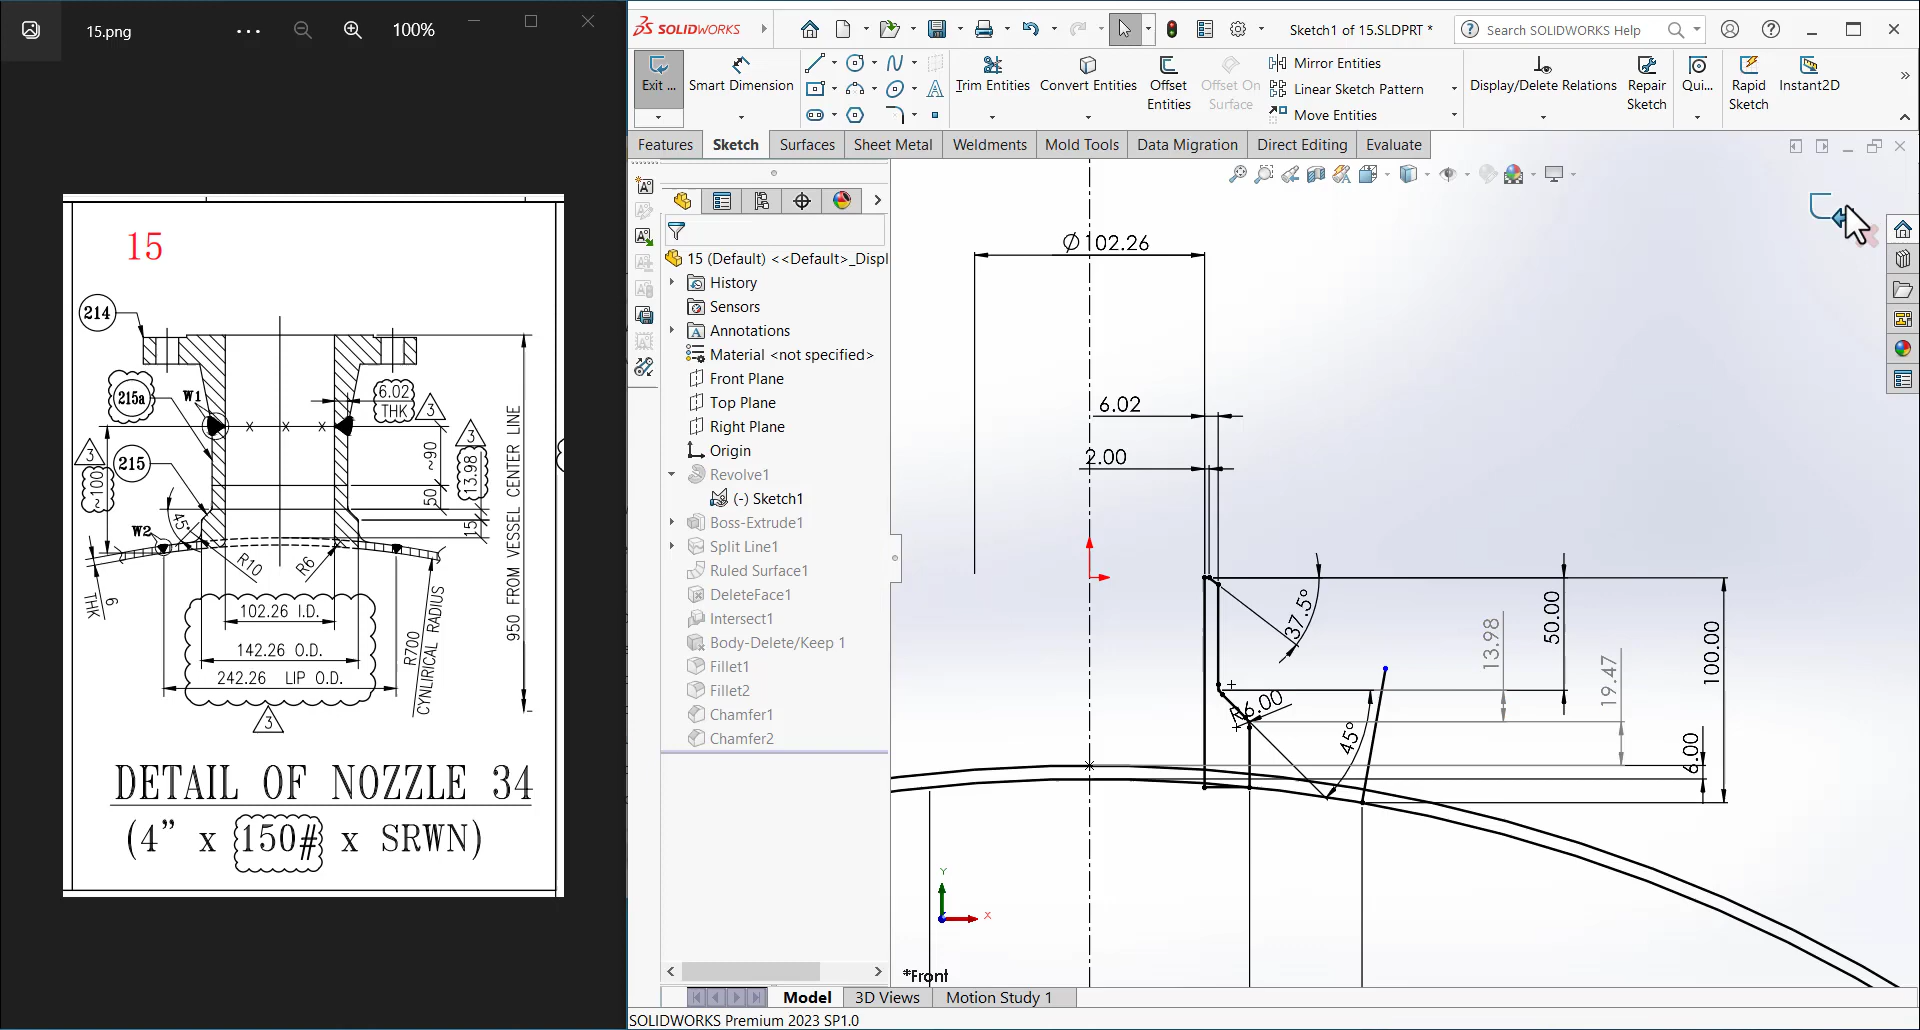 15.png
100%
15
214
215a
W1
6.02
THK
3
3
3
~100
215
~90
13.98
50
15
45°
W2
R10
R6
6
THK
102.26 I.D.
142.26 O.D.
242.26 LIP O.D.
3
R700
CYNLIRICAL RADIUS
950 FROM VESSEL CENTER LINE
DETAIL OF NOZZLE 34
(4” x 150# x SRWN)
SOLIDWORKS
Sketch1 of 15.SLDPRT *
Search SOLIDWORKS Help
Exit ...
Smart Dimension
Trim Entities
Convert Entities
Offset Entities
Offset On Surface
Mirror Entities
Linear Sketch Pattern
Move Entities
Display/Delete Relations
Repair Sketch
Qui...
Rapid Sketch
Instant2D
Features
Sketch
Surfaces
Sheet Metal
Weldments
Mold Tools
Data Migration
Direct Editing
Evaluate
15 (Default) <<Default>_Displ
History
Sensors
Annotations
Material <not specified>
Front Plane
Top Plane
Right Plane
Origin
Revolve1
(-) Sketch1
Boss-Extrude1
Split Line1
Ruled Surface1
DeleteFace1
Intersect1
Body-Delete/Keep 1
Fillet1
Fillet2
Chamfer1
Chamfer2
∅102.26
6.02
2.00
37.5°
50.00
13.98
100.00
19.47
R6.00
45°
6.00
Y
X
*Front
Model
3D Views
Motion Study 1
SOLIDWORKS Premium 2023 SP1.0